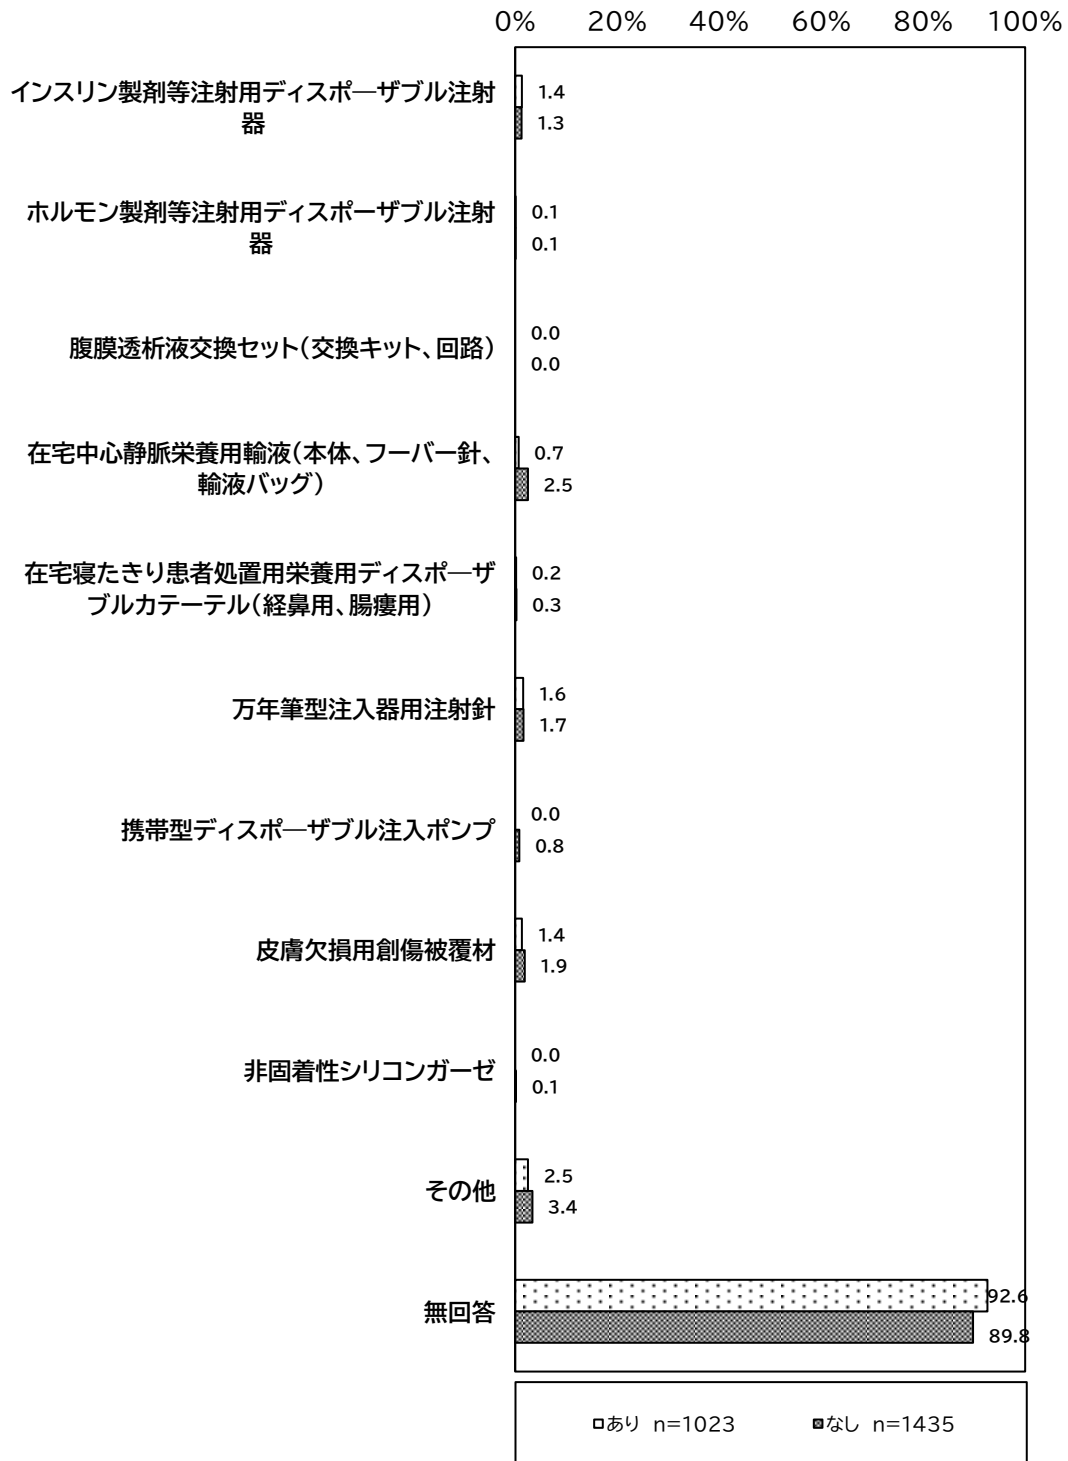 0% 20% 40% 60% 80% 100%
インスリン製剤等注射用ディスポ―ザブル注射
器
1.4
1.3
ホルモン製剤等注射用ディスポーザブル注射
器
0.1
0.1
腹膜透析液交換セット(交換キット、回路)
0.0
0.0
在宅中心静脈栄養用輸液(本体、フーバー針、
輸液バッグ)
0.7
2.5
在宅寝たきり患者処置用栄養用ディスポ―ザ
ブルカテーテル(経鼻用、腸瘻用)
0.2
0.3
万年筆型注入器用注射針
1.6
1.7
携帯型ディスポ―ザブル注入ポンプ
0.0
0.8
皮膚欠損用創傷被覆材
1.4
1.9
非固着性シリコンガーゼ
0.0
0.1
その他
2.5
3.4
無回答
92.6
89.8
あり n=1023 なし n=1435